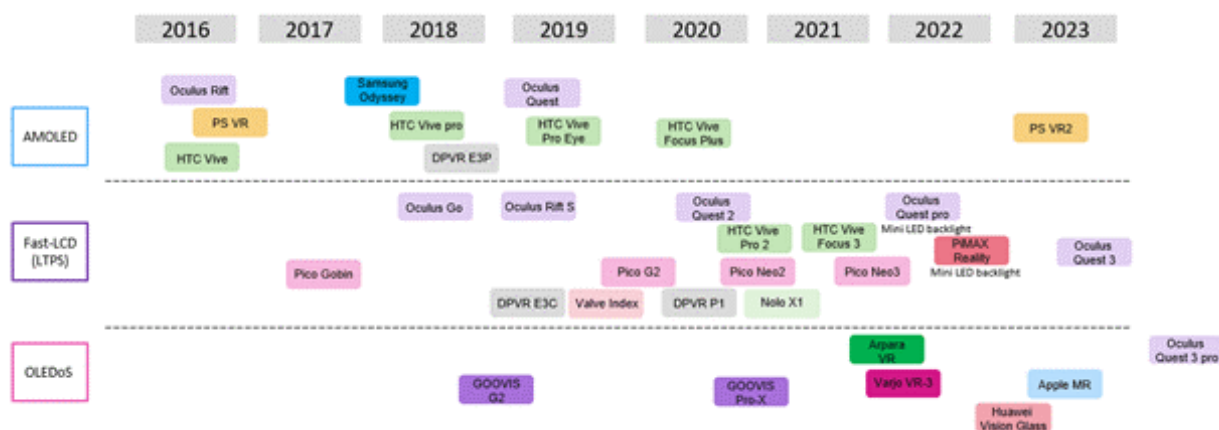 2016 2017 2018 2019 2020 2021 2022 2023
AMOLED
Oculus Rift
PS VR
HTC Vive
Samsung
Odyssey
HTC Vive pro
DPVR E3P
Oculus
Quest
HTC Vive
Pro Eye
HTC Vive
Focus Plus
PS VR2
Fast-LCD
(LTPS)
Oculus Go
Oculus Rift S
Oculus
Quest 2
Oculus
Quest pro
Mini LED backlight
HTC Vive
Pro 2
HTC Vive
Focus 3
PiMAX
Reality
Mini LED backlight
Oculus
Quest 3
Pico Gobin
Pico G2
Pico Neo2
Pico Neo3
DPVR E3C
Valve Index
DPVR P1
Nolo X1
OLEDoS
Arpara
VR
Oculus
Quest 3 pro
GOOVIS
G2
GOOVIS
Pro-X
Varjo VR-3
Apple MR
Huawei
Vision Glass